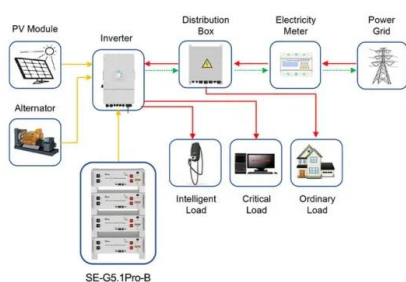 PV Module
Inverter
Distribution
Box
Electricity
Meter
Power
Grid
Alternator
Intelligent
Load
Critical
Load
Ordinary
Load
SE-G5.1Pro-B